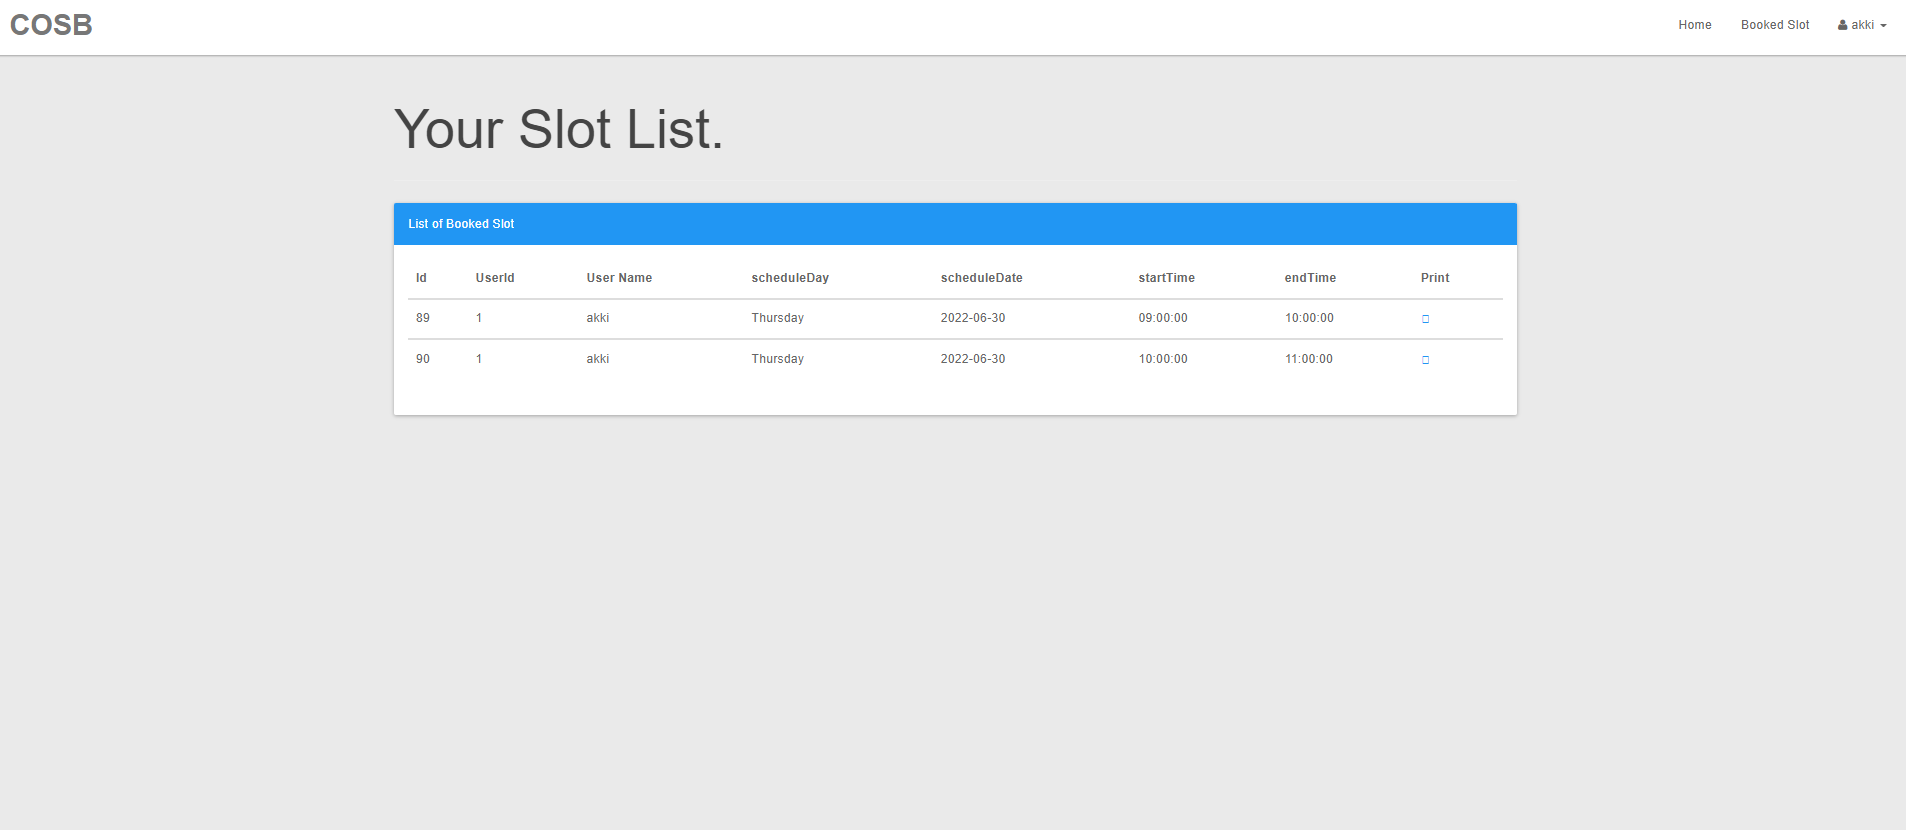 COSB
Home Booked Slot akki
Your Slot List.
List of Booked Slot
Id UserId User Name scheduleDay scheduleDate startTime endTime Print
89 1 akki Thursday 2022-06-30 09:00:00 10:00:00
90 1 akki Thursday 2022-06-30 10:00:00 11:00:00